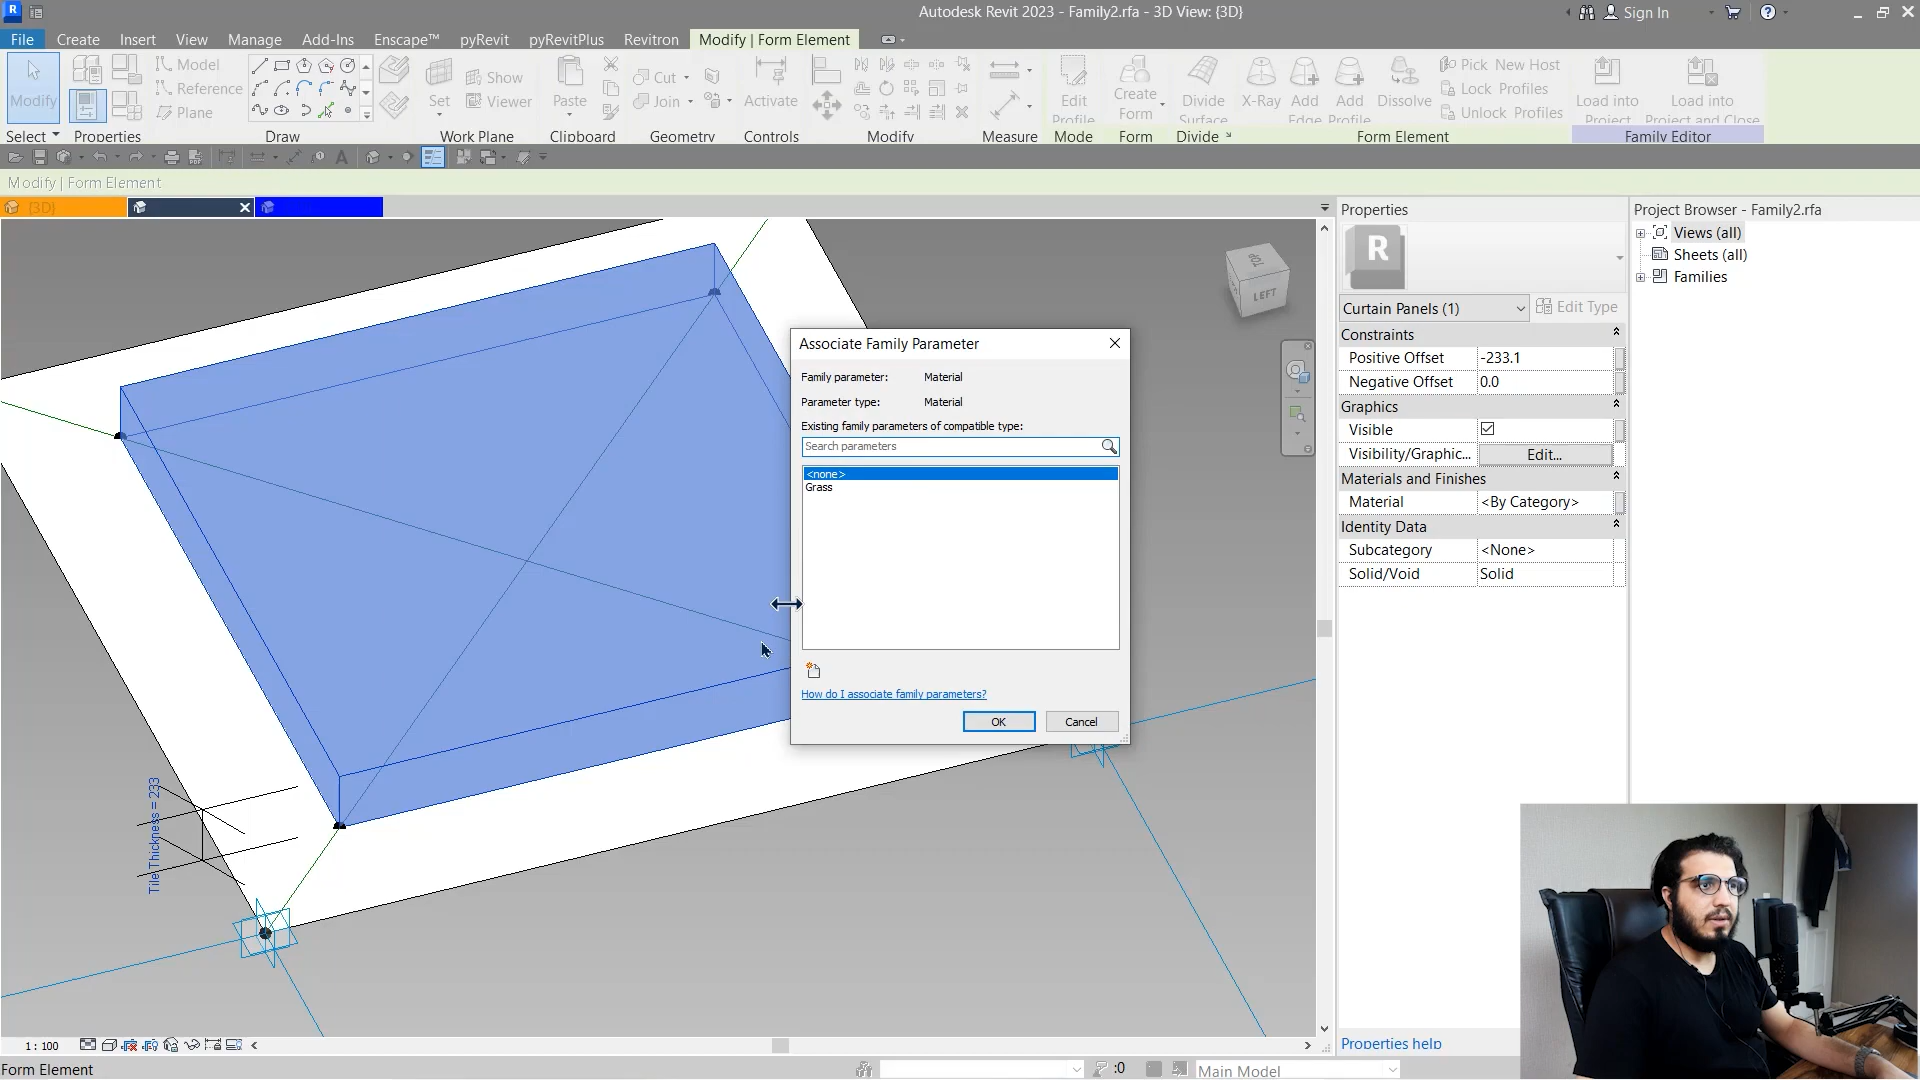 Autodesk Revit 2023 - Family2.rfa - 3D View: {3D}
Sign In
File Create Insert View Manage Add-Ins Enscape™ pyRevit pyRevitPlus Revitron Modify | Form Element
Modify
Model
Reference
Plane
Set
Show
Viewer
Paste
Cut
Join
Activate
Edit
Profile
Create
Form
Divide
Surface
X-Ray
Add
Edge
Add
Profile
Dissolve
Pick New Host
Lock Profiles
Unlock Profiles
Load into
Project
Load into
Project and Close
Select Properties Draw Work Plane Clipboard Geometry Controls Modify Measure Mode Form Divide Form Element Family Editor
Modify | Form Element
{3D}
TOP
LEFT
Tile Thickness = 233
Associate Family Parameter
Family parameter: Material
Parameter type: Material
Existing family parameters of compatible type:
Search parameters
<none>
Grass
How do I associate family parameters?
OK Cancel
Properties
R
Curtain Panels (1) Edit Type
Constraints
Positive Offset -233.1
Negative Offset 0.0
Graphics
Visible
Visibility/Graphic... Edit...
Materials and Finishes
Material <By Category>
Identity Data
Subcategory <None>
Solid/Void Solid
Properties help
Project Browser - Family2.rfa
Views (all)
Sheets (all)
Families
1 : 100
Form Element
:0
Main Model